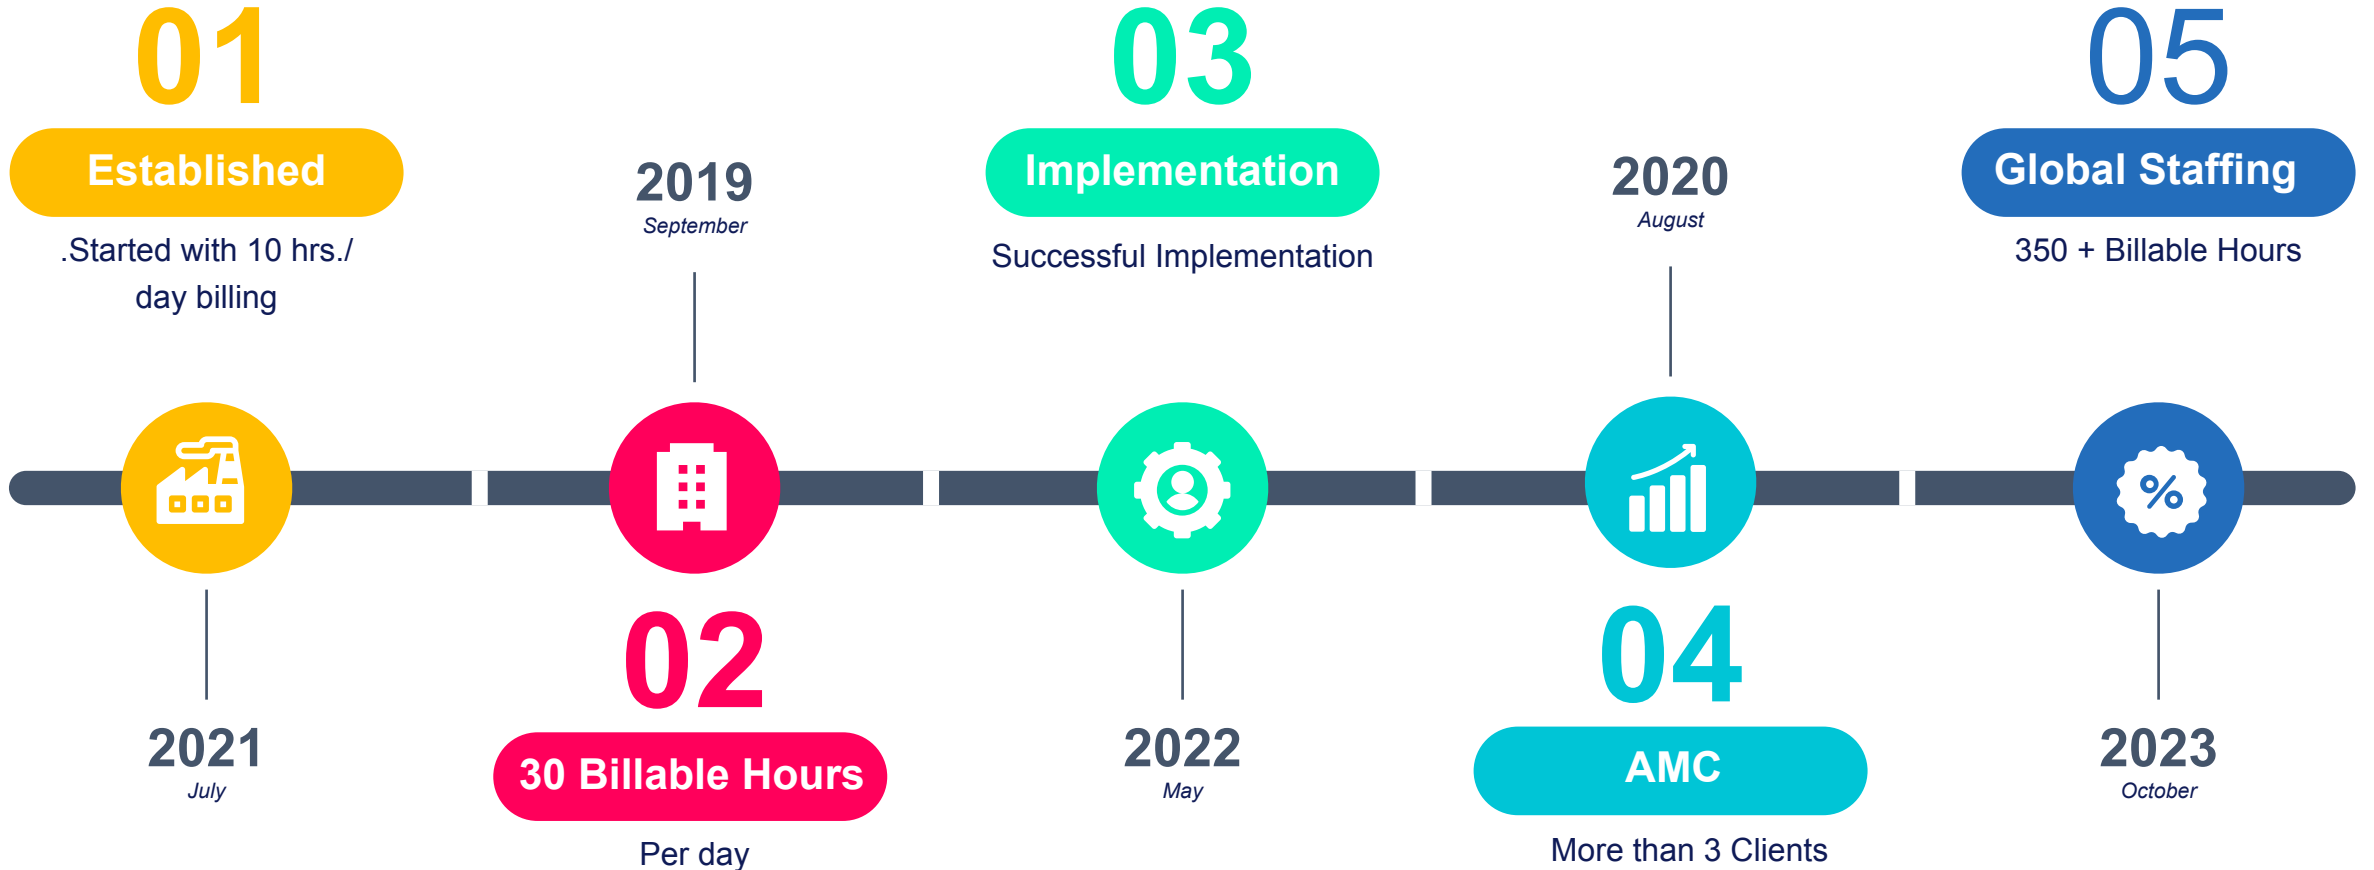 01
Established
.Started with 10 hrs./
day billing
2021
July
2019
September
02
30 Billable Hours
Per day
03
Implementation
Successful Implementation
2022
May
2020
August
04
AMC
More than 3 Clients
05
Global Staffing
350 + Billable Hours
%
2023
October